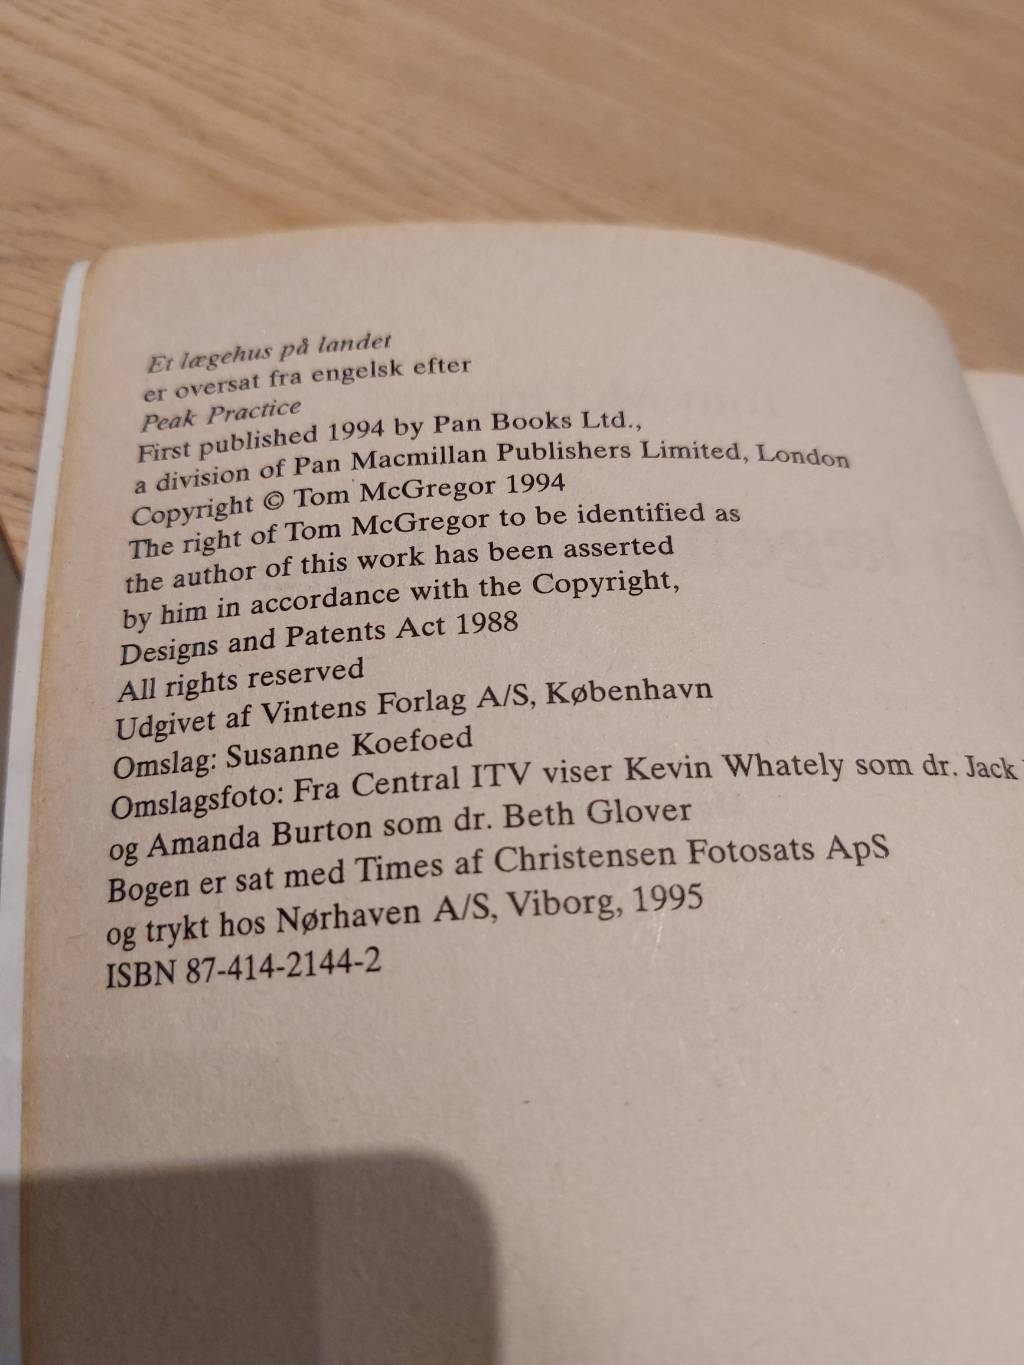 Et lægehus på landet
er oversat fra engelsk efter
Peak Practice
First published 1994 by Pan Books Ltd.,
a division of Pan Macmillan Publishers Limited, London
Copyright © Tom McGregor 1994
The right of Tom McGregor to be identified as
the author of this work has been asserted
by him in accordance with the Copyright,
Designs and Patents Act 1988
All rights reserved
Udgivet af Vintens Forlag A/S, København
Omslag: Susanne Koefoed
Omslagsfoto: Fra Central ITV viser Kevin Whately som dr. Jack
og Amanda Burton som dr. Beth Glover
Bogen er sat med Times af Christensen Fotosats ApS
og trykt hos Nørhaven A/S, Viborg, 1995
ISBN 87-414-2144-2